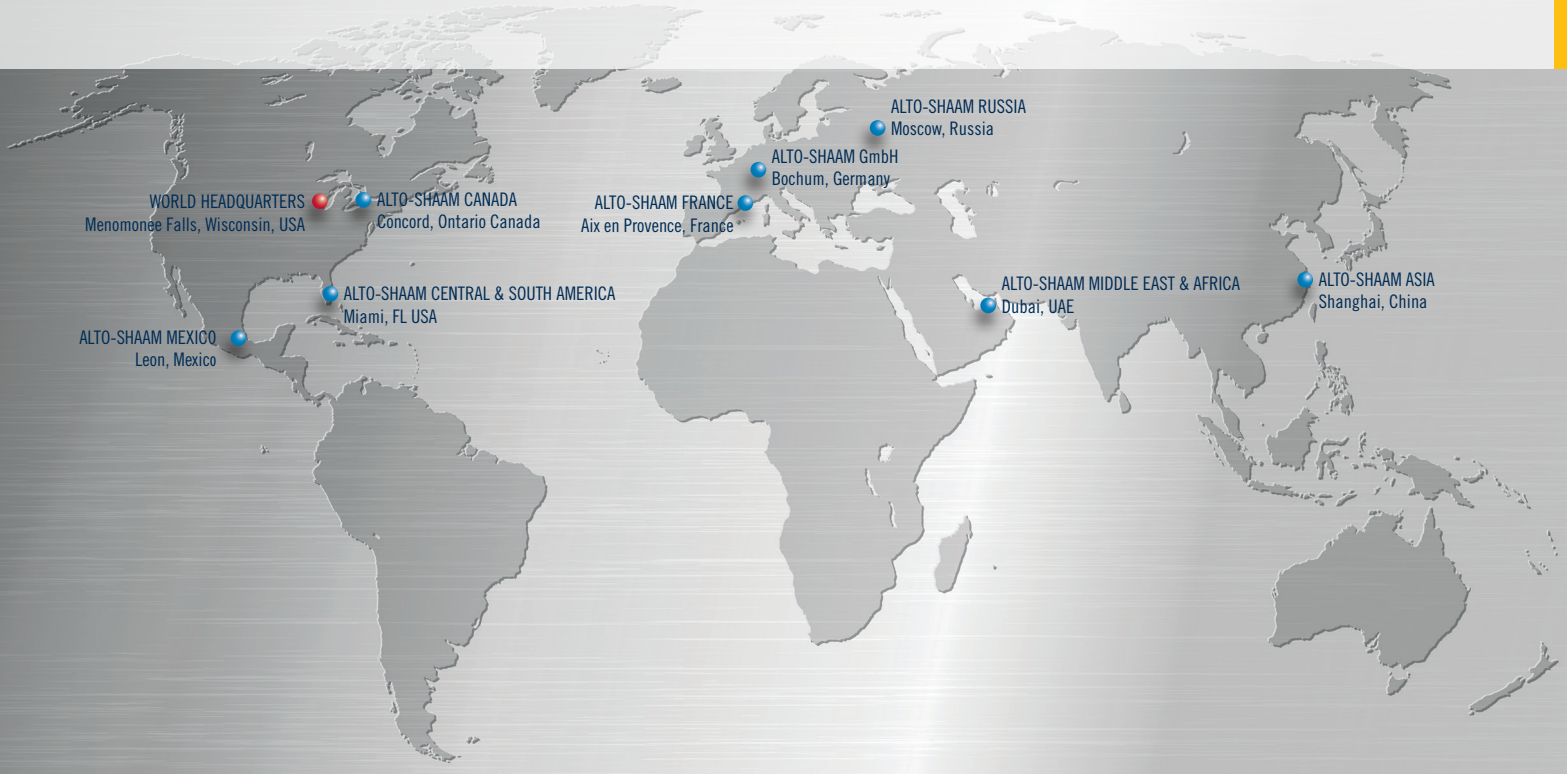 ALTO-SHAAM RUSSIA
Moscow, Russia
ALTO-SHAAM GmbH
Bochum, Germany
WORLD HEADQUARTERS
Menomonee Falls, Wisconsin, USA
ALTO-SHAAM CANADA
Concord, Ontario Canada
ALTO-SHAAM FRANCE
Aix en Provence, France
ALTO-SHAAM CENTRAL & SOUTH AMERICA
Miami, FL USA
ALTO-SHAAM MIDDLE EAST & AFRICA
Dubai, UAE
ALTO-SHAAM ASIA
Shanghai, China
ALTO-SHAAM MEXICO
Leon, Mexico